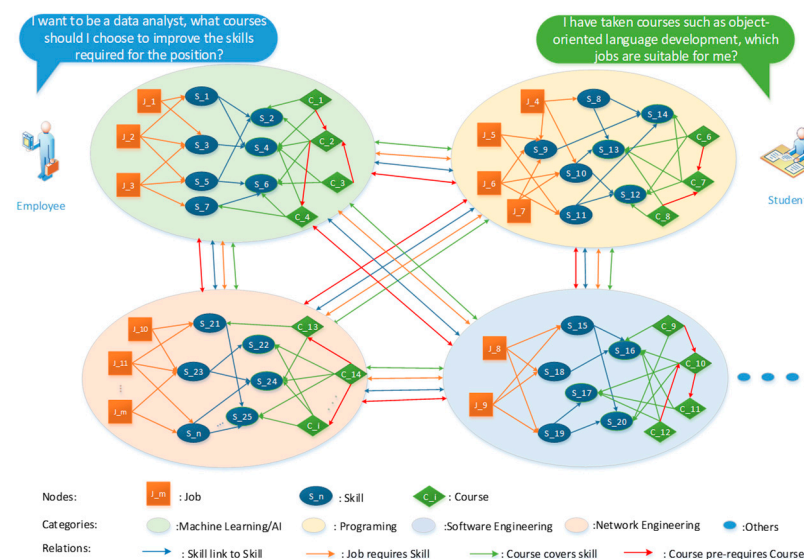 I want to be a data analyst, what courses
should I choose to improve the skills
required for the position?
I have taken courses such as object-
oriented language development, which
jobs are suitable for me?
Employee
Student
J_1
J_2
J_3
S_1
S_2
S_3
S_4
S_5
S_6
S_7
C_1
C_2
C_3
C_4
J_4
J_5
J_6
J_7
S_8
S_9
S_10
S_11
S_12
S_13
S_14
C_6
C_7
C_8
J_10
J_11
J_m
S_21
S_22
S_23
S_24
S_25
S_n
C_13
C_14
C_i
J_8
J_9
S_15
S_16
S_17
S_18
S_19
S_20
C_9
C_10
C_11
C_12
Nodes: J_m : Job S_n : Skill C_i : Course
Categories: :Machine Learning/AI : Programing :Software Engineering :Network Engineering :Others
Relations: : Skill link to Skill : Job requires Skill : Course covers skill : Course pre-requires Course